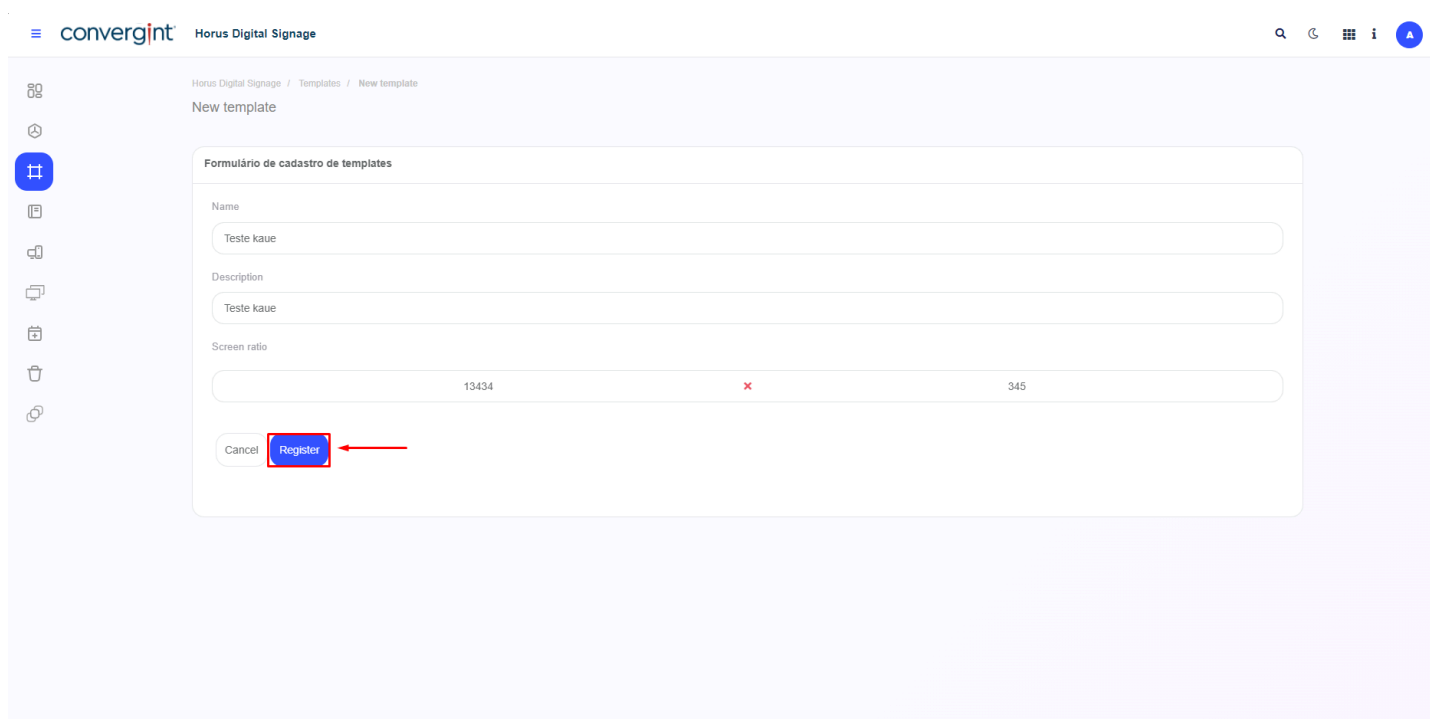 convergint Horus Digital Signage
A
Horus Digital Signage / Templates / New template
New template
Formulário de cadastro de templates
Name
Teste kaue
Description
Teste kaue
Screen ratio
13434 345
Cancel Register